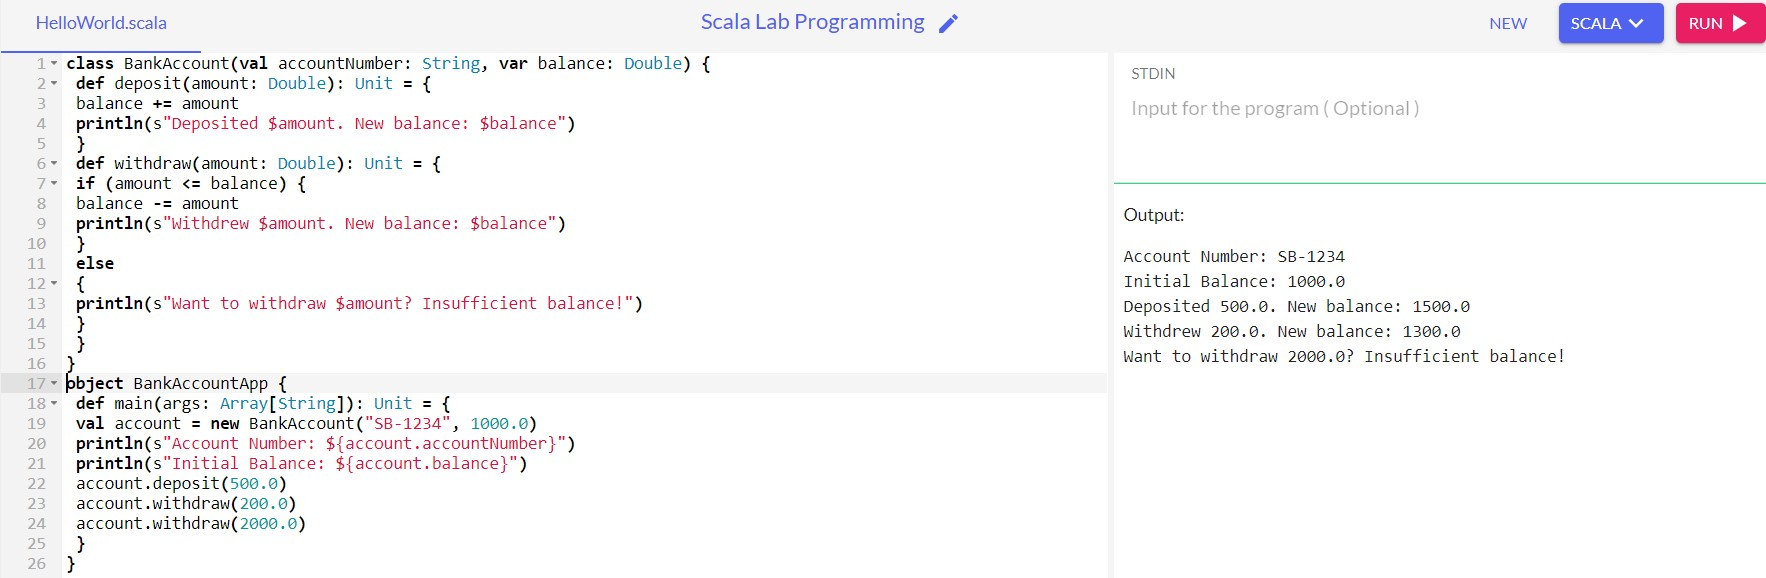 HelloWorld.scala
Scala Lab Programming
NEW
SCALA
RUN
1 class BankAccount(val accountNumber: String, var balance: Double) {
2 def deposit(amount: Double): Unit = {
3 balance += amount
4 println(s"Deposited $amount. New balance: $balance")
5 }
6 def withdraw(amount: Double): Unit = {
7 if (amount <= balance) {
8 balance -= amount
9 println(s"Withdrew $amount. New balance: $balance")
10 }
11 else
12 {
13 println(s"Want to withdraw $amount? Insufficient balance!")
14 }
15 }
16 }
17 object BankAccountApp {
18 def main(args: Array[String]): Unit = {
19 val account = new BankAccount("SB-1234", 1000.0)
20 println(s"Account Number: ${account.accountNumber}")
21 println(s"Initial Balance: ${account.balance}")
22 account.deposit(500.0)
23 account.withdraw(200.0)
24 account.withdraw(2000.0)
25 }
26 }
STDIN
Input for the program ( Optional )
Output:
Account Number: SB-1234
Initial Balance: 1000.0
Deposited 500.0. New balance: 1500.0
Withdrew 200.0. New balance: 1300.0
Want to withdraw 2000.0? Insufficient balance!